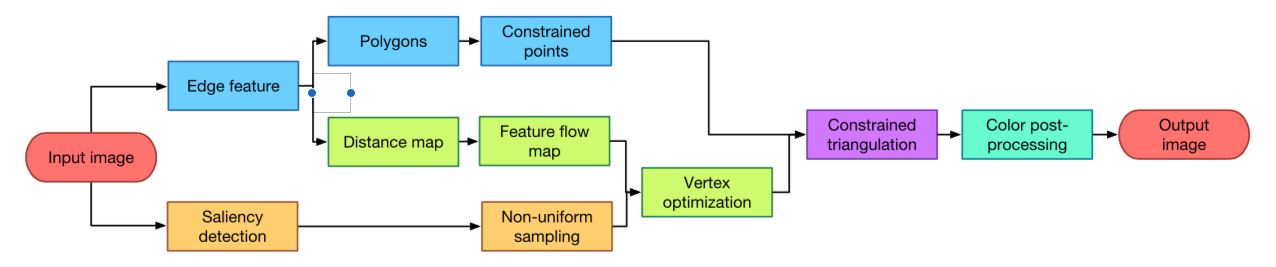 Input image
Edge feature
Polygons
Constrained
points
Distance map
Feature flow
map
Saliency
detection
Non-uniform
sampling
Vertex
optimization
Constrained
triangulation
Color post-
processing
Output
image